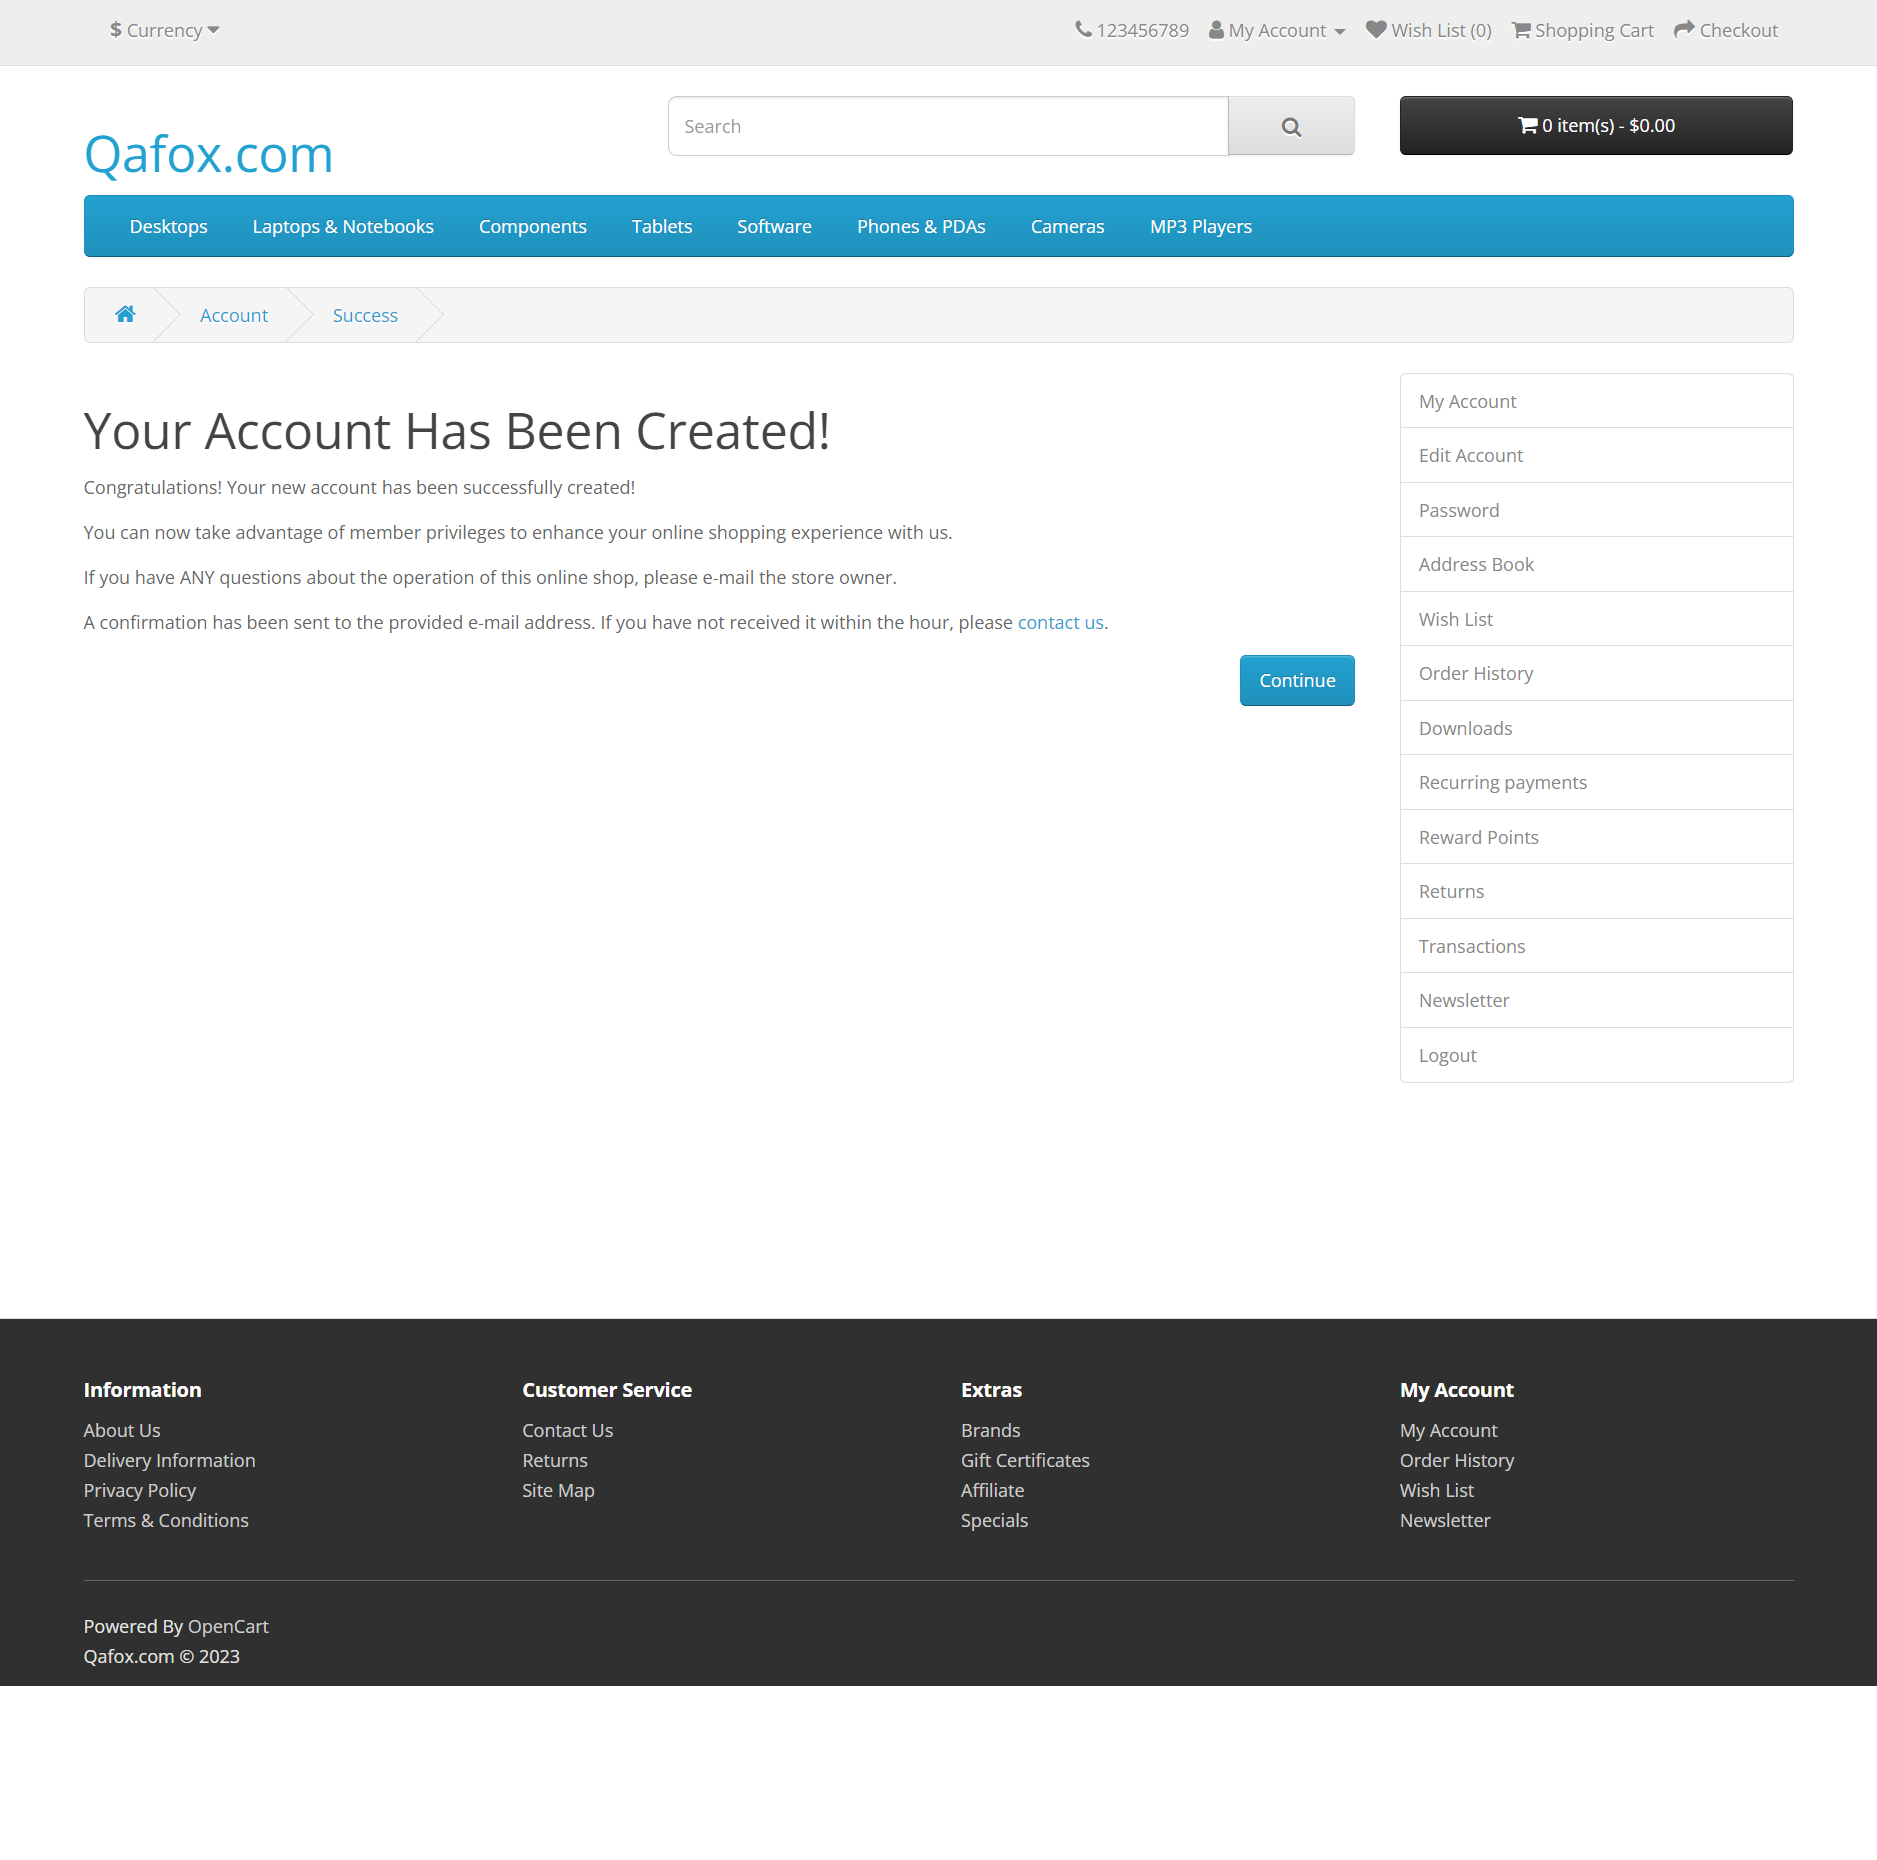 $ Currency
123456789 My Account Wish List (0) Shopping Cart Checkout
Qafox.com
Search
0 item(s) - $0.00
Desktops Laptops & Notebooks Components Tablets Software Phones & PDAs Cameras MP3 Players
Account Success
Your Account Has Been Created!
Congratulations! Your new account has been successfully created!
You can now take advantage of member privileges to enhance your online shopping experience with us.
If you have ANY questions about the operation of this online shop, please e-mail the store owner.
A confirmation has been sent to the provided e-mail address. If you have not received it within the hour, please contact us.
Continue
My Account
Edit Account
Password
Address Book
Wish List
Order History
Downloads
Recurring payments
Reward Points
Returns
Transactions
Newsletter
Logout
Information
About Us
Delivery Information
Privacy Policy
Terms & Conditions
Customer Service
Contact Us
Returns
Site Map
Extras
Brands
Gift Certificates
Affiliate
Specials
My Account
My Account
Order History
Wish List
Newsletter
Powered By OpenCart
Qafox.com © 2023